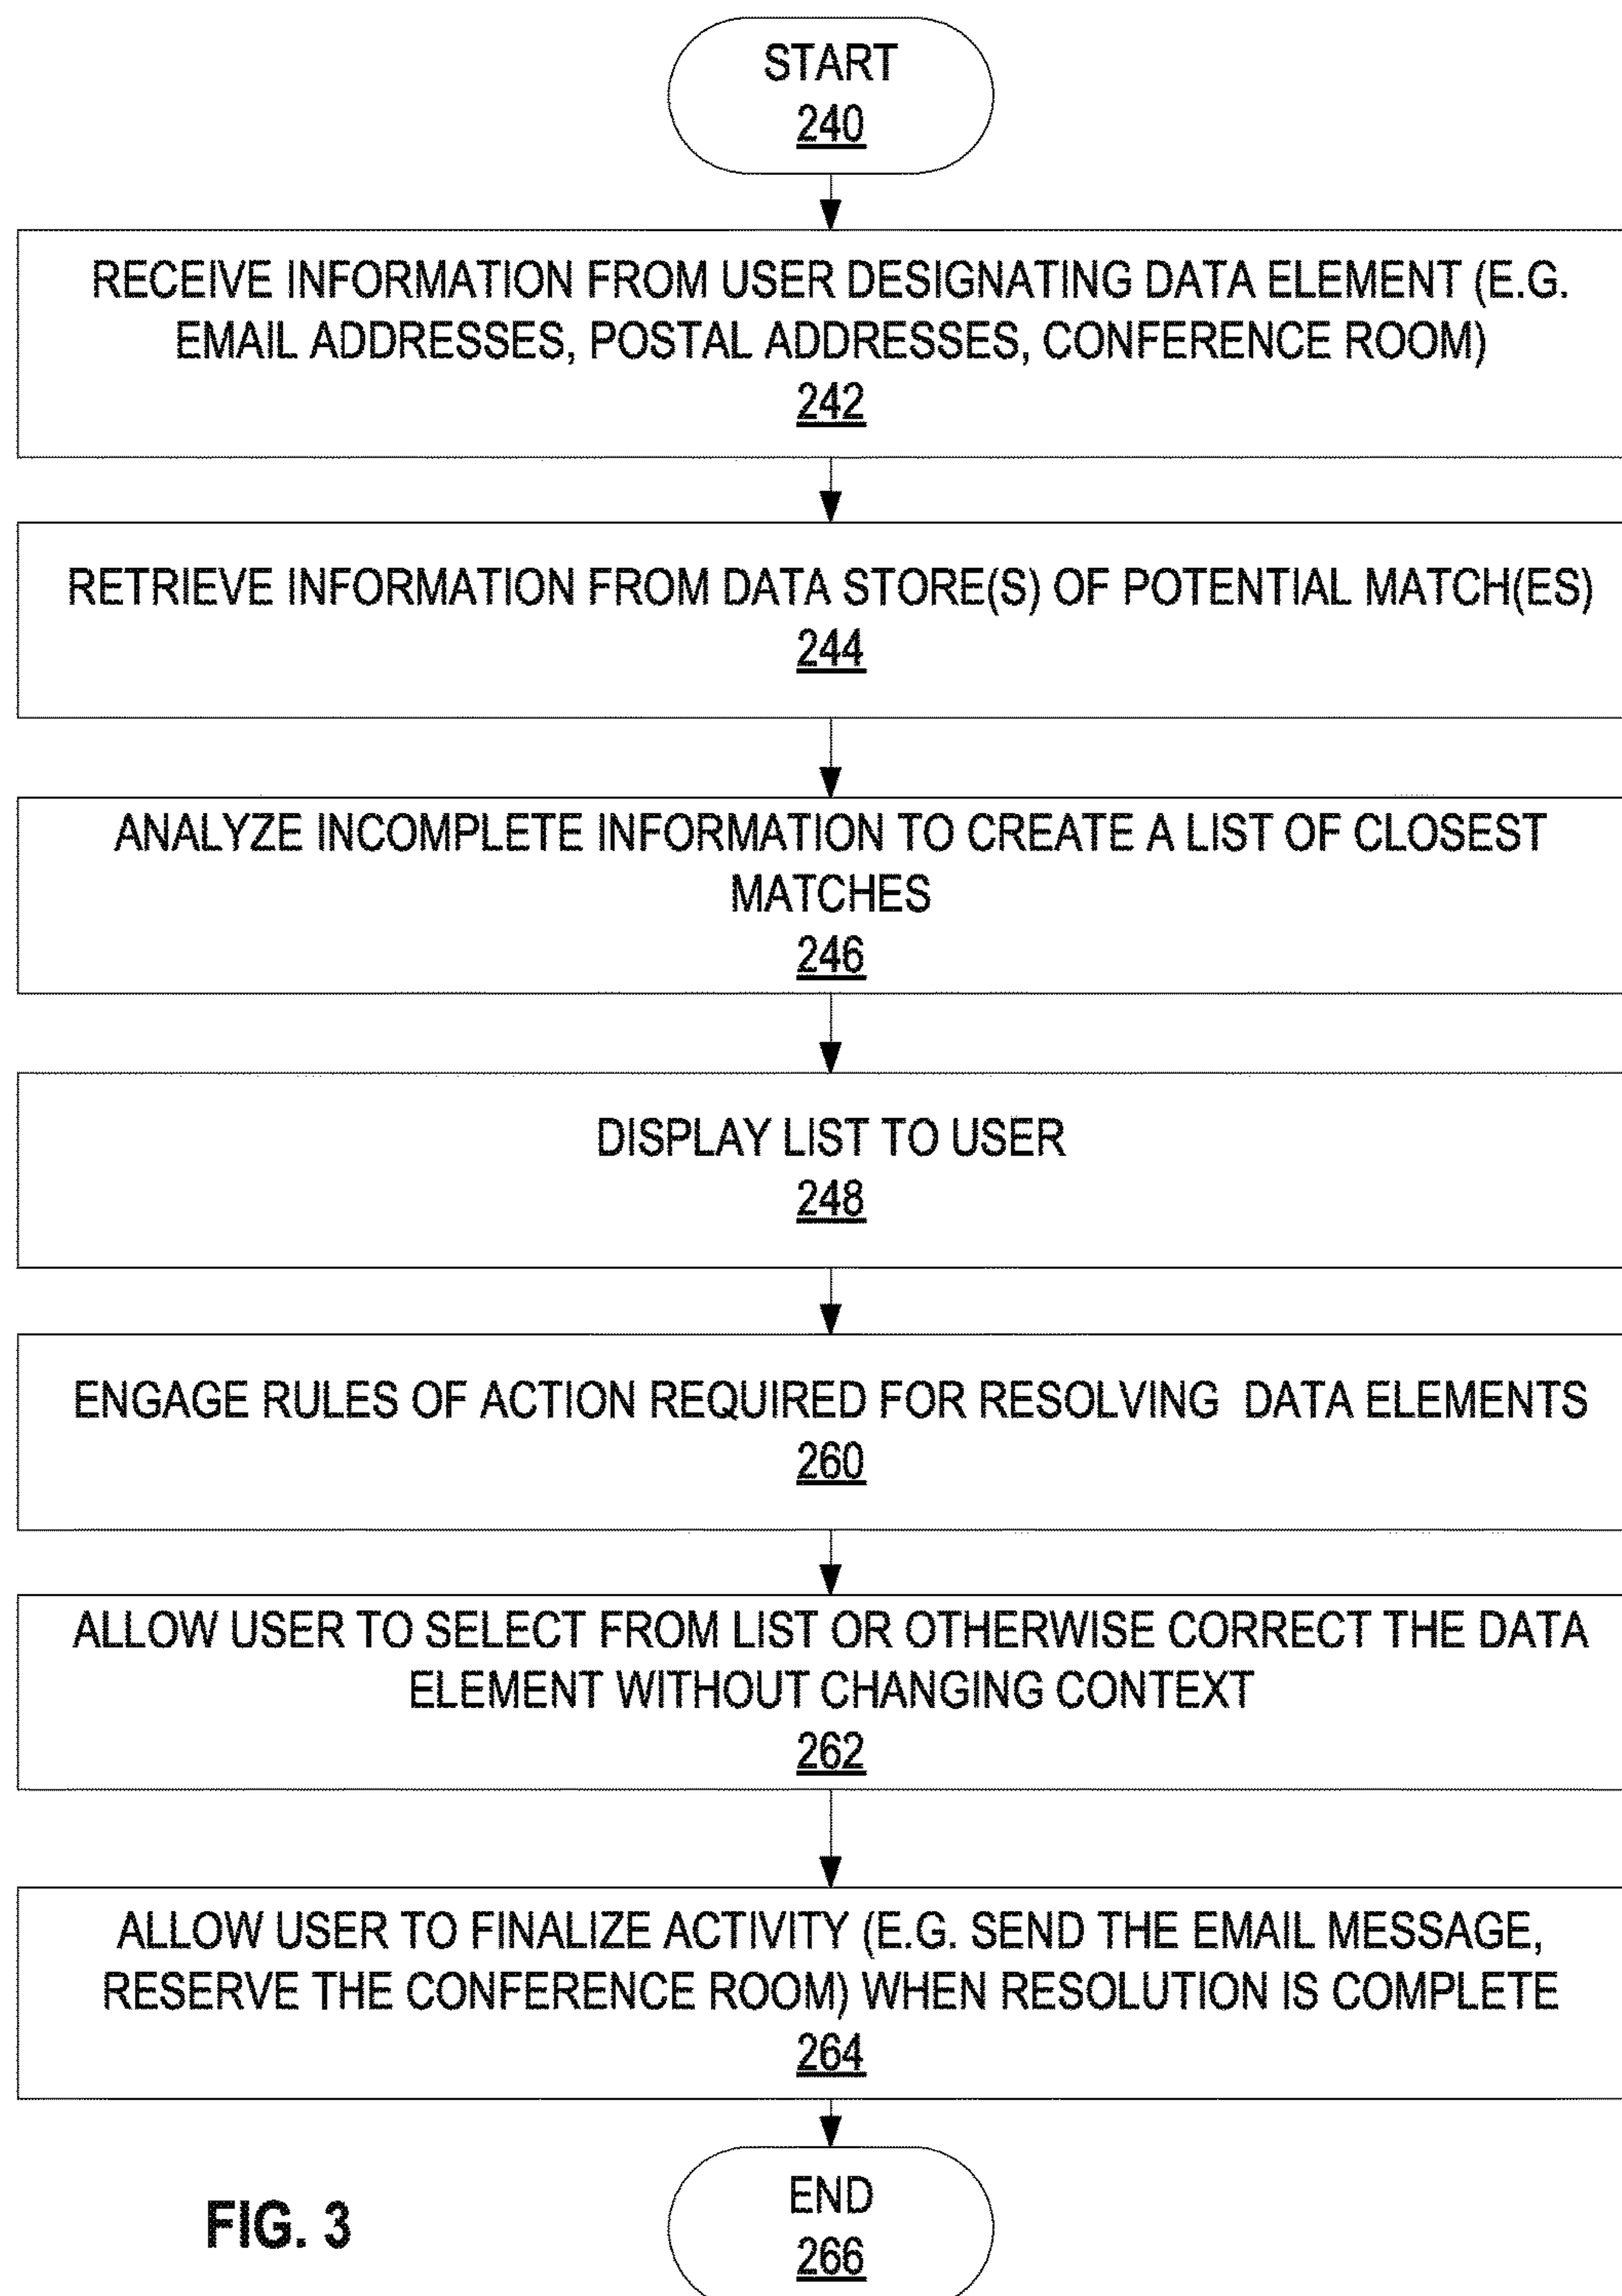 START
240
RECEIVE INFORMATION FROM USER DESIGNATING DATA ELEMENT (E.G.
EMAIL ADDRESSES, POSTAL ADDRESSES, CONFERENCE ROOM)
242
RETRIEVE INFORMATION FROM DATA STORE(S) OF POTENTIAL MATCH(ES)
244
ANALYZE INCOMPLETE INFORMATION TO CREATE A LIST OF CLOSEST
MATCHES
246
DISPLAY LIST TO USER
248
ENGAGE RULES OF ACTION REQUIRED FOR RESOLVING DATA ELEMENTS
260
ALLOW USER TO SELECT FROM LIST OR OTHERWISE CORRECT THE DATA
ELEMENT WITHOUT CHANGING CONTEXT
262
ALLOW USER TO FINALIZE ACTIVITY (E.G. SEND THE EMAIL MESSAGE,
RESERVE THE CONFERENCE ROOM) WHEN RESOLUTION IS COMPLETE
264
END
266
FIG. 3